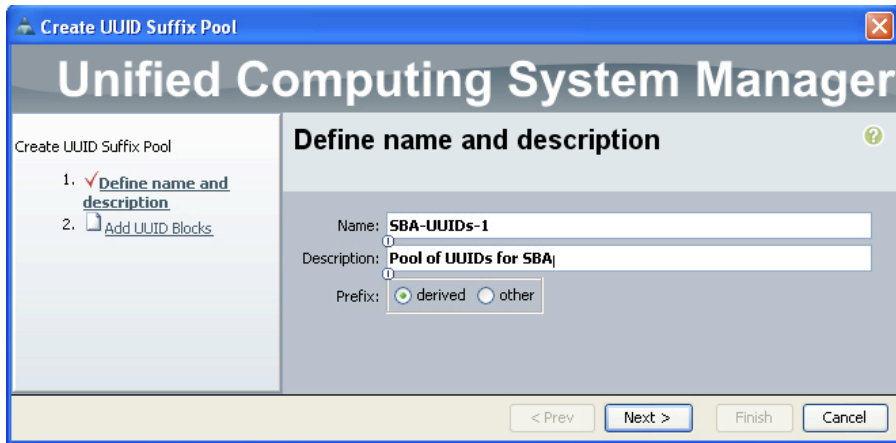 Create UUID Suffix Pool
Unified Computing System Manager
Create UUID Suffix Pool
1. Define name and
description
2. Add UUID Blocks
Define name and description
Name: SBA-UUIDs-1
Description: Pool of UUIDs for SBA
Prefix: derived other
< Prev Next > Finish Cancel